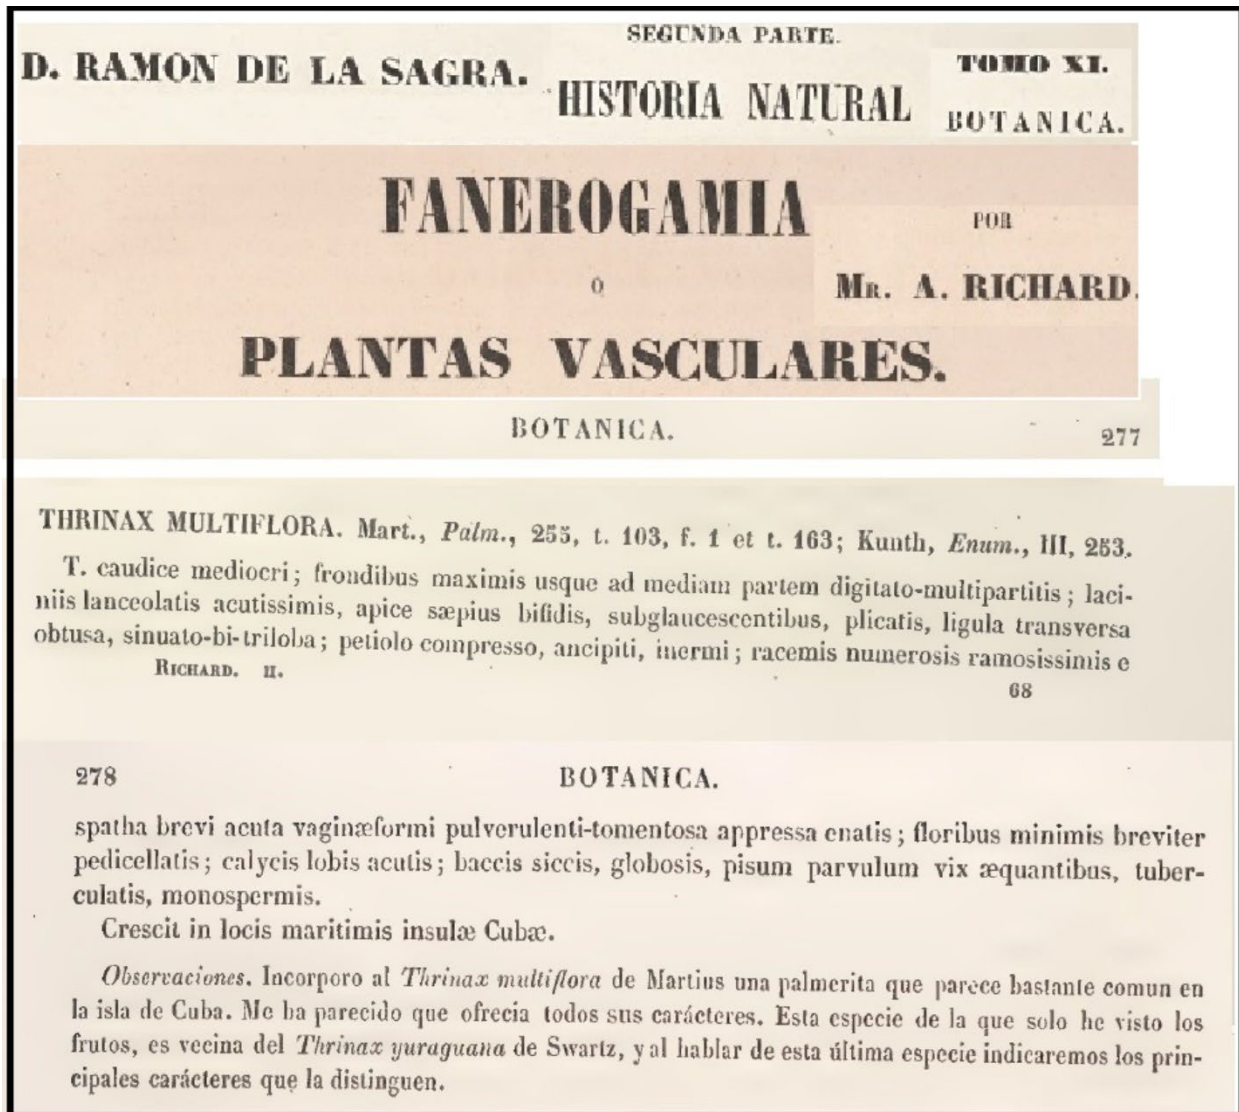 D. RAMON DE LA SAGRA.
SEGUNDA PARTE.
HISTORIA NATURAL
TOMO XI.
BOTANICA.
FANEROGAMIA
O
PLANTAS VASCULARES.
POR
MR. A. RICHARD.
BOTANICA. 277
THRINAX MULTIFLORA. Mart., Palm., 255, t. 103, f. 1 et t. 163; Kunth, Enum., III, 253.
T. caudice mediocri; frondibus maximis usque ad mediam partem digitato-multipartitis; laci-
niis lanceolatis acutissimis, apice sæpius bifidis, subglaucescentibus, plicatis, ligula transversa
obtusa, sinuato-bi-triloba; petiolo compresso, ancipiti, inermi; racemis numerosis ramosissimis e
RICHARD. II. 68
278 BOTANICA.
spatha brevi acuta vaginæformi pulverulenti-tomentosa appressa enatis; floribus minimis breviter
pedicellatis; calycis lobis acutis; baccis siccis, globosis, pisum parvulum vix æquantibus, tuber-
culatis, monospermis.
Crescit in locis maritimis insulæ Cubæ.
Observaciones. Incorporo al Thrinax multiflora de Martius una palmerita que parece bastante comun en
la isla de Cuba. Me ha parecido que ofrecia todos sus carácteres. Esta especie de la que solo he visto los
frutos, es vecina del Thrinax yuraguana de Swartz, y al hablar de esta última especie indicaremos los prin-
cipales carácteres que la distinguen.